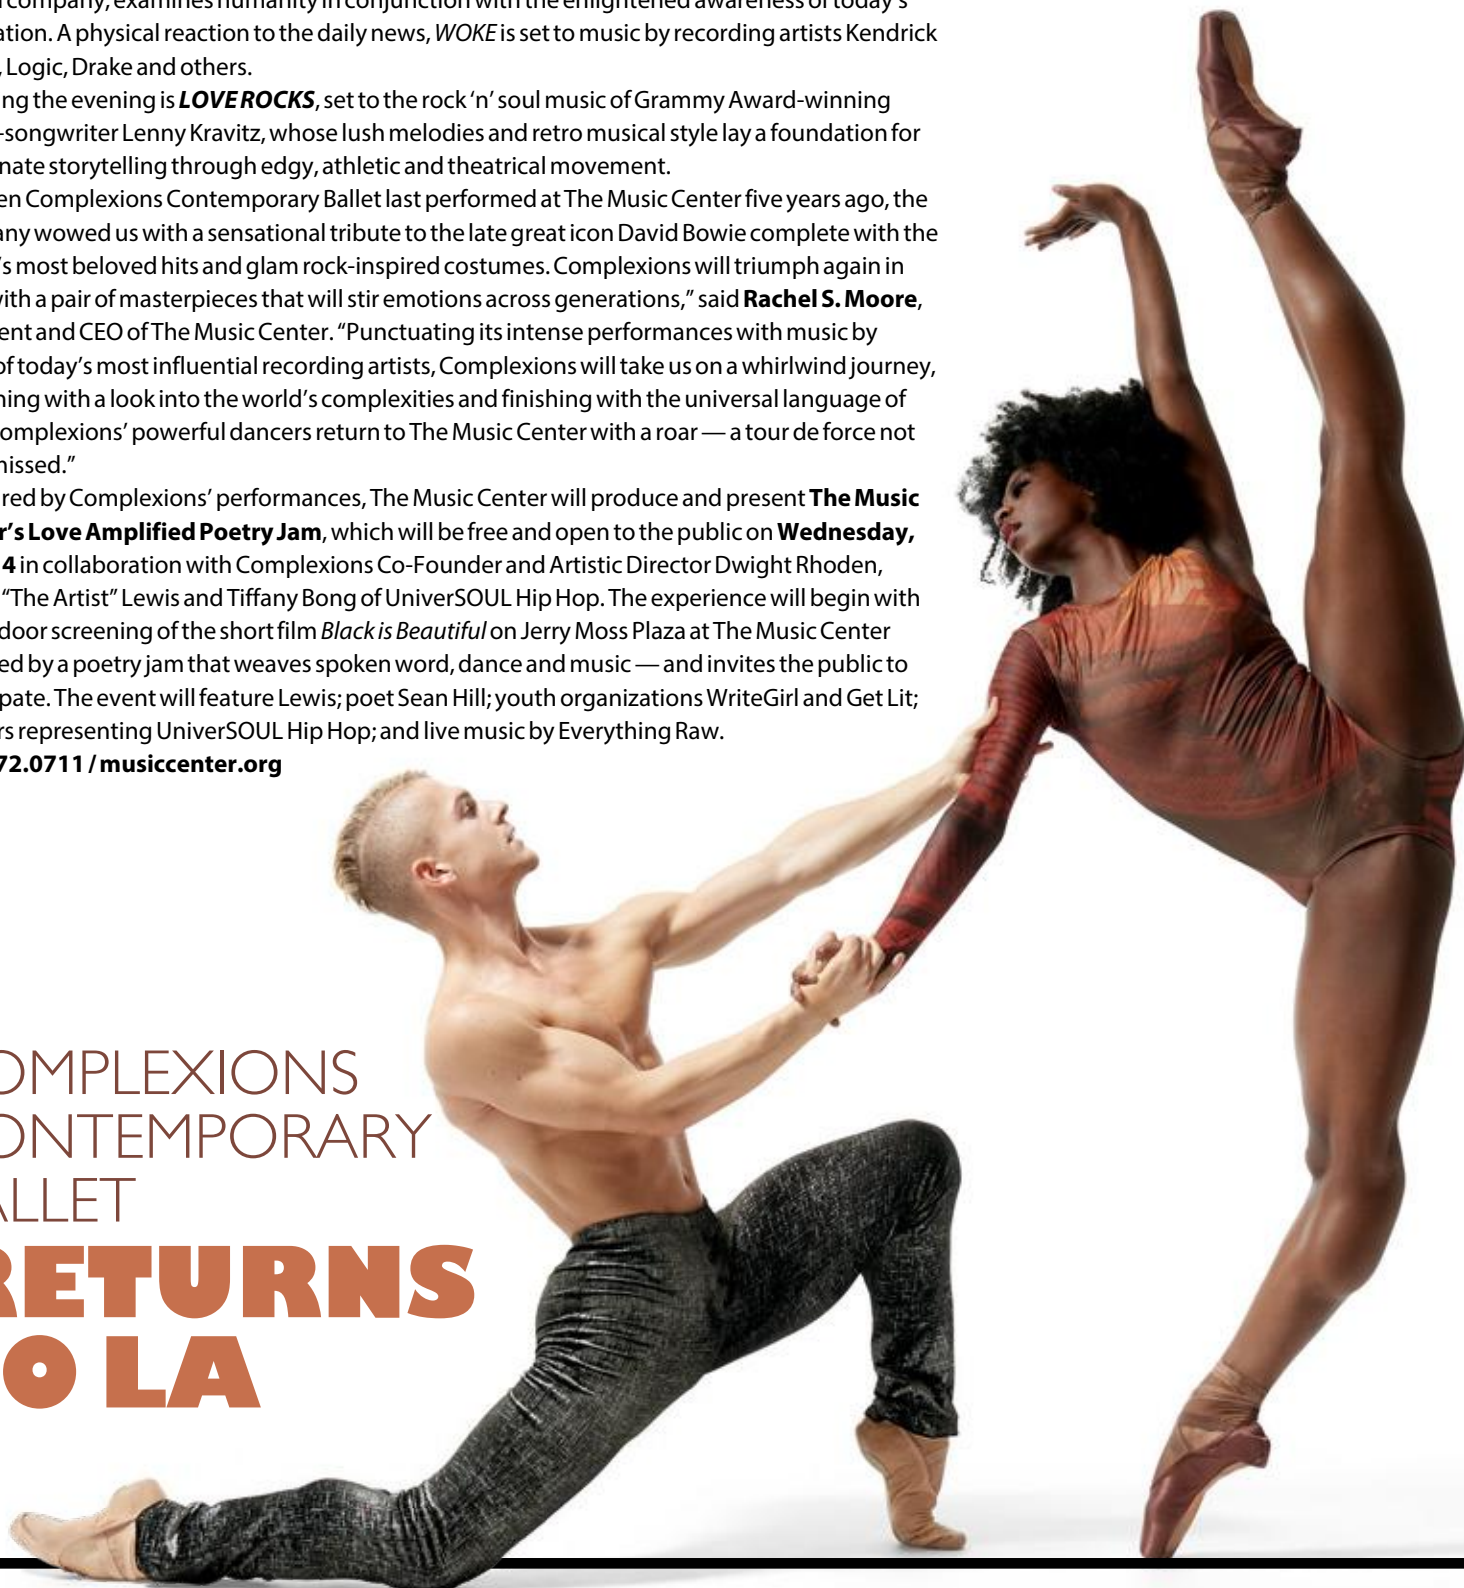 company, examines humanity in conjunction with the enlightened awareness of today's
ation. A physical reaction to the daily news, WOKE is set to music by recording artists Kendrick
, Logic, Drake and others.
ng the evening is LOVE ROCKS, set to the rock 'n' soul music of Grammy Award-winning
-songwriter Lenny Kravitz, whose lush melodies and retro musical style lay a foundation for
nate storytelling through edgy, athletic and theatrical movement.
en Complexions Contemporary Ballet last performed at The Music Center five years ago, the
any wowed us with a sensational tribute to the late great icon David Bowie complete with the
's most beloved hits and glam rock-inspired costumes. Complexions will triumph again in
with a pair of masterpieces that will stir emotions across generations,” said Rachel S. Moore,
ent and CEO of The Music Center. “Punctuating its intense performances with music by
of today's most influential recording artists, Complexions will take us on a whirlwind journey,
ning with a look into the world's complexities and finishing with the universal language of
omplexions' powerful dancers return to The Music Center with a roar — a tour de force not
missed.”
red by Complexions' performances, The Music Center will produce and present The Music
r's Love Amplified Poetry Jam, which will be free and open to the public on Wednesday,
4 in collaboration with Complexions Co-Founder and Artistic Director Dwight Rhoden,
“The Artist” Lewis and Tiffany Bong of UniverSOUL Hip Hop. The experience will begin with
door screening of the short film Black is Beautiful on Jerry Moss Plaza at The Music Center
ed by a poetry jam that weaves spoken word, dance and music — and invites the public to
pate. The event will feature Lewis; poet Sean Hill; youth organizations WriteGirl and Get Lit;
rs representing UniverSOUL Hip Hop; and live music by Everything Raw.
72.0711 / musiccenter.org
OMPLEXIONS
ONTEMPORARY
ALLET
RETURNS
O LA